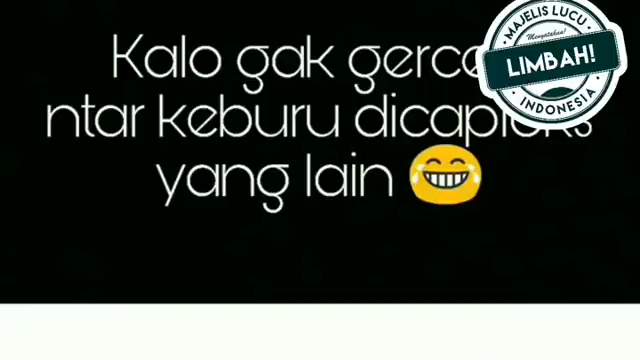 Kalo gak
ntar keburu
yang lain 😂
MAJELIS LUCU
Menyatakan!
LIMBAH!
INDONESIA